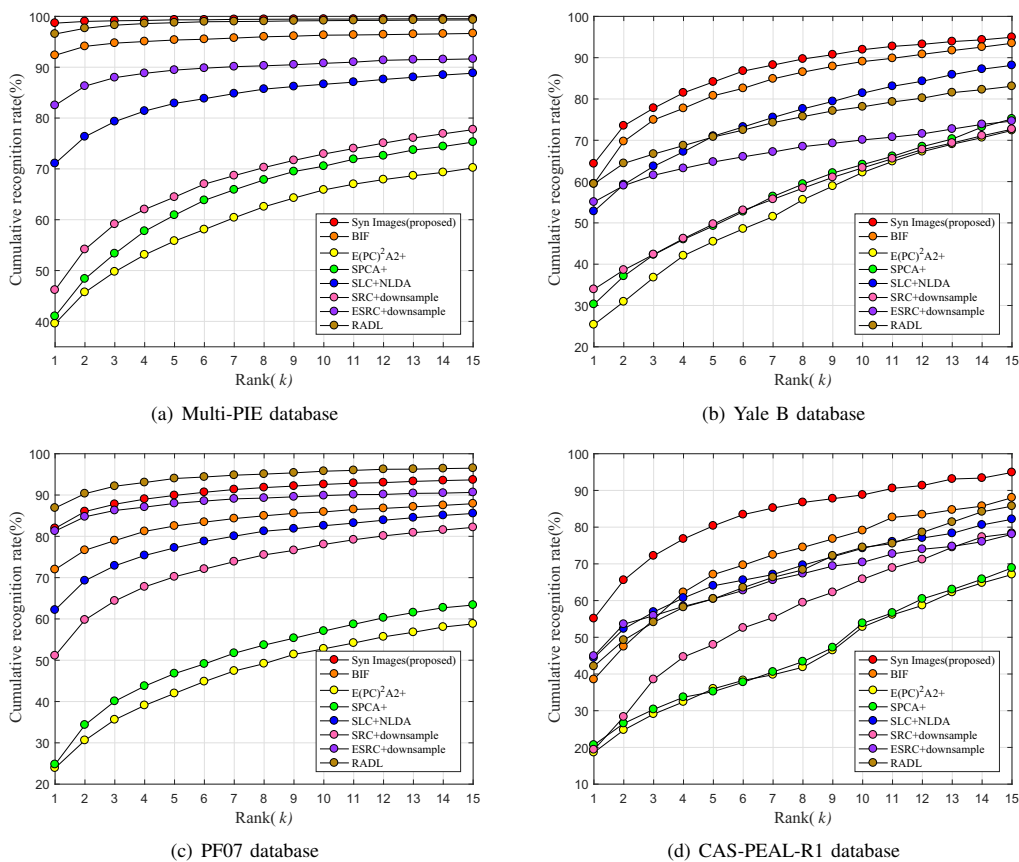 Cumulative recognition rate(%)
100
90
80
70
60
50
40
1 2 3 4 5 6 7 8 9 10 11 12 13 14 15
Rank( k)
Syn Images(proposed)
BIF
E(PC)²A2+
SPCA+
SLC+NLDA
SRC+downsample
ESRC+downsample
RADL
(a) Multi-PIE database
Cumulative recognition rate(%)
100
90
80
70
60
50
40
30
20
1 2 3 4 5 6 7 8 9 10 11 12 13 14 15
Rank( k)
Syn Images(proposed)
BIF
E(PC)²A2+
SPCA+
SLC+NLDA
SRC+downsample
ESRC+downsample
RADL
(b) Yale B database
Cumulative recognition rate(%)
100
90
80
70
60
50
40
30
20
1 2 3 4 5 6 7 8 9 10 11 12 13 14 15
Rank( k)
Syn Images(proposed)
BIF
E(PC)²A2+
SPCA+
SLC+NLDA
SRC+downsample
ESRC+downsample
RADL
(c) PF07 database
Cumulative recognition rate(%)
100
90
80
70
60
50
40
30
20
10
1 2 3 4 5 6 7 8 9 10 11 12 13 14 15
Rank( k)
Syn Images(proposed)
BIF
E(PC)²A2+
SPCA+
SLC+NLDA
SRC+downsample
ESRC+downsample
RADL
(d) CAS-PEAL-R1 database